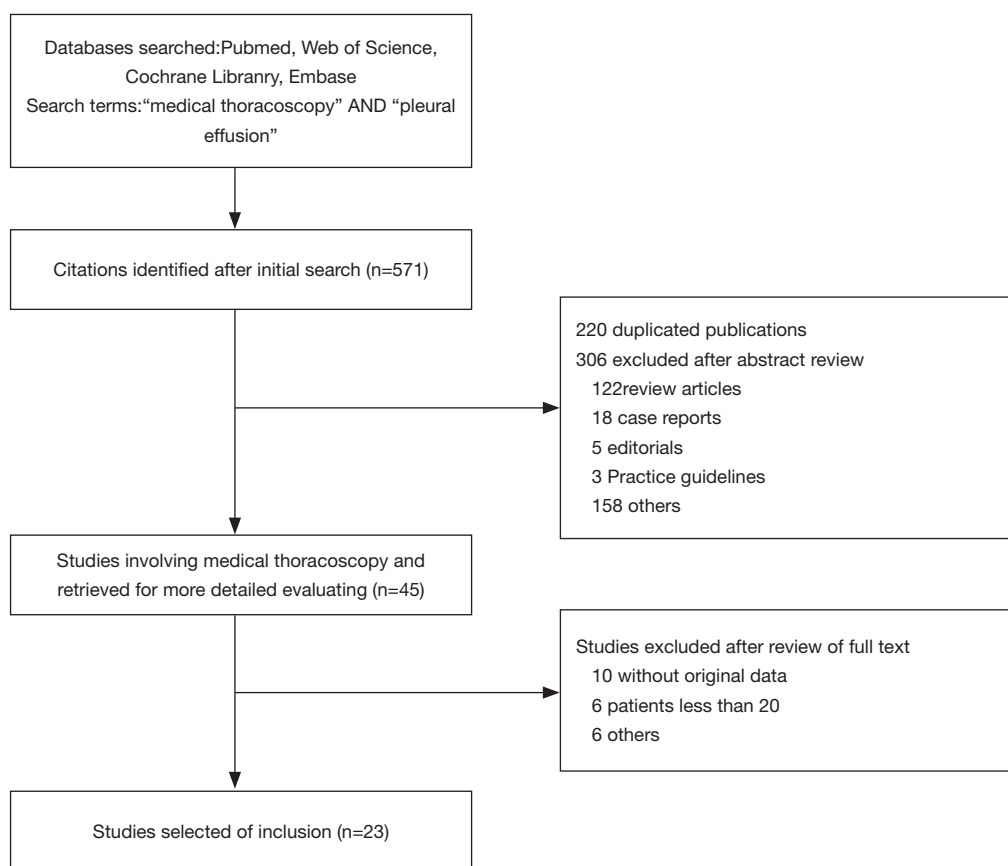 Databases searched:Pubmed, Web of Science,
Cochrane Libranry, Embase
Search terms:“medical thoracoscopy” AND “pleural
effusion”
Citations identified after initial search (n=571)
220 duplicated publications
306 excluded after abstract review
122review articles
18 case reports
5 editorials
3 Practice guidelines
158 others
Studies involving medical thoracoscopy and
retrieved for more detailed evaluating (n=45)
Studies excluded after review of full text
10 without original data
6 patients less than 20
6 others
Studies selected of inclusion (n=23)